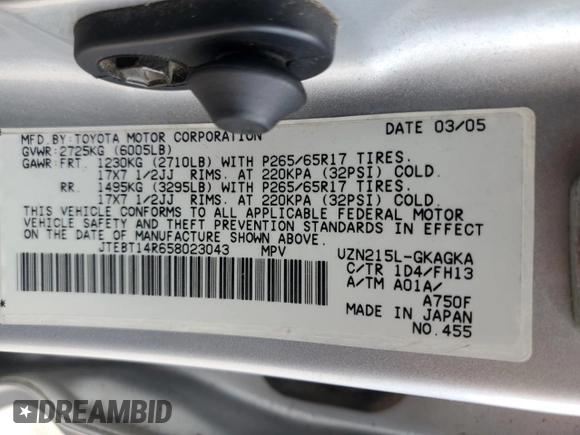 MFD. BY: TOYOTA MOTOR CORPORATION DATE 03/05
GVWR: 2725KG (6005LB)
GAWR: FRT. 1230KG (2710LB) WITH P265/65R17 TIRES.
17X7 1/2JJ RIMS. AT 220KPA (32PSI) COLD.
RR. 1495KG (3295LB) WITH P265/65R17 TIRES.
17X7 1/2JJ RIMS. AT 220KPA (32PSI) COLD.
THIS VEHICLE CONFORMS TO ALL APPLICABLE FEDERAL MOTOR
VEHICLE SAFETY AND THEFT PREVENTION STANDARDS IN EFFECT
ON THE DATE OF MANUFACTURE SHOWN ABOVE.
JTEBT14R658023043 MPV UZN215L-GKAGKA
C/TR 1D4/FH13
A/TM A01A/
A750F
MADE IN JAPAN
NO.455
*
DREAMBID